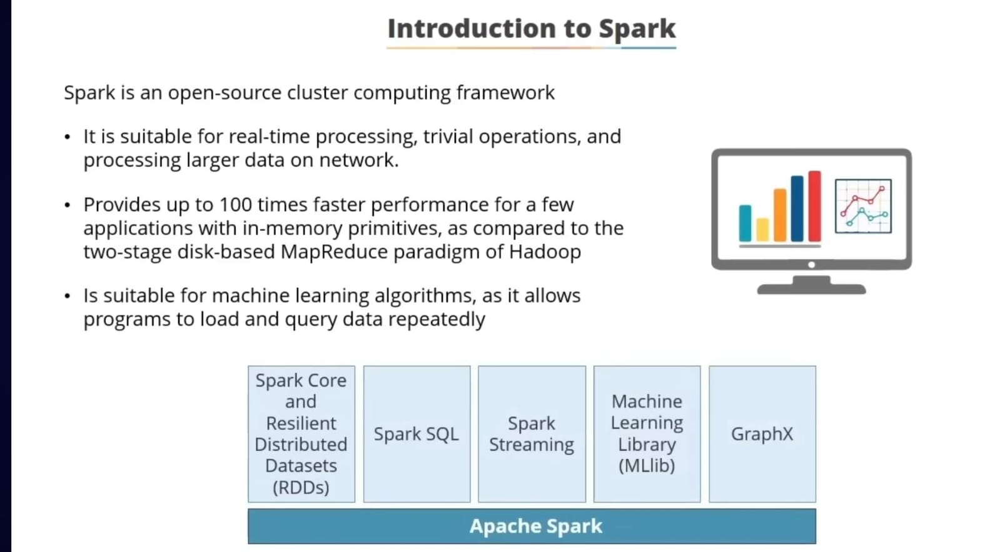 Introduction to Spark
Spark is an open-source cluster computing framework
• It is suitable for real-time processing, trivial operations, and
processing larger data on network.
• Provides up to 100 times faster performance for a few
applications with in-memory primitives, as compared to the
two-stage disk-based MapReduce paradigm of Hadoop
• Is suitable for machine learning algorithms, as it allows
programs to load and query data repeatedly
Spark Core
and
Resilient
Distributed
Datasets
(RDDs)
Spark SQL
Spark
Streaming
Machine
Learning
Library
(MLlib)
GraphX
Apache Spark